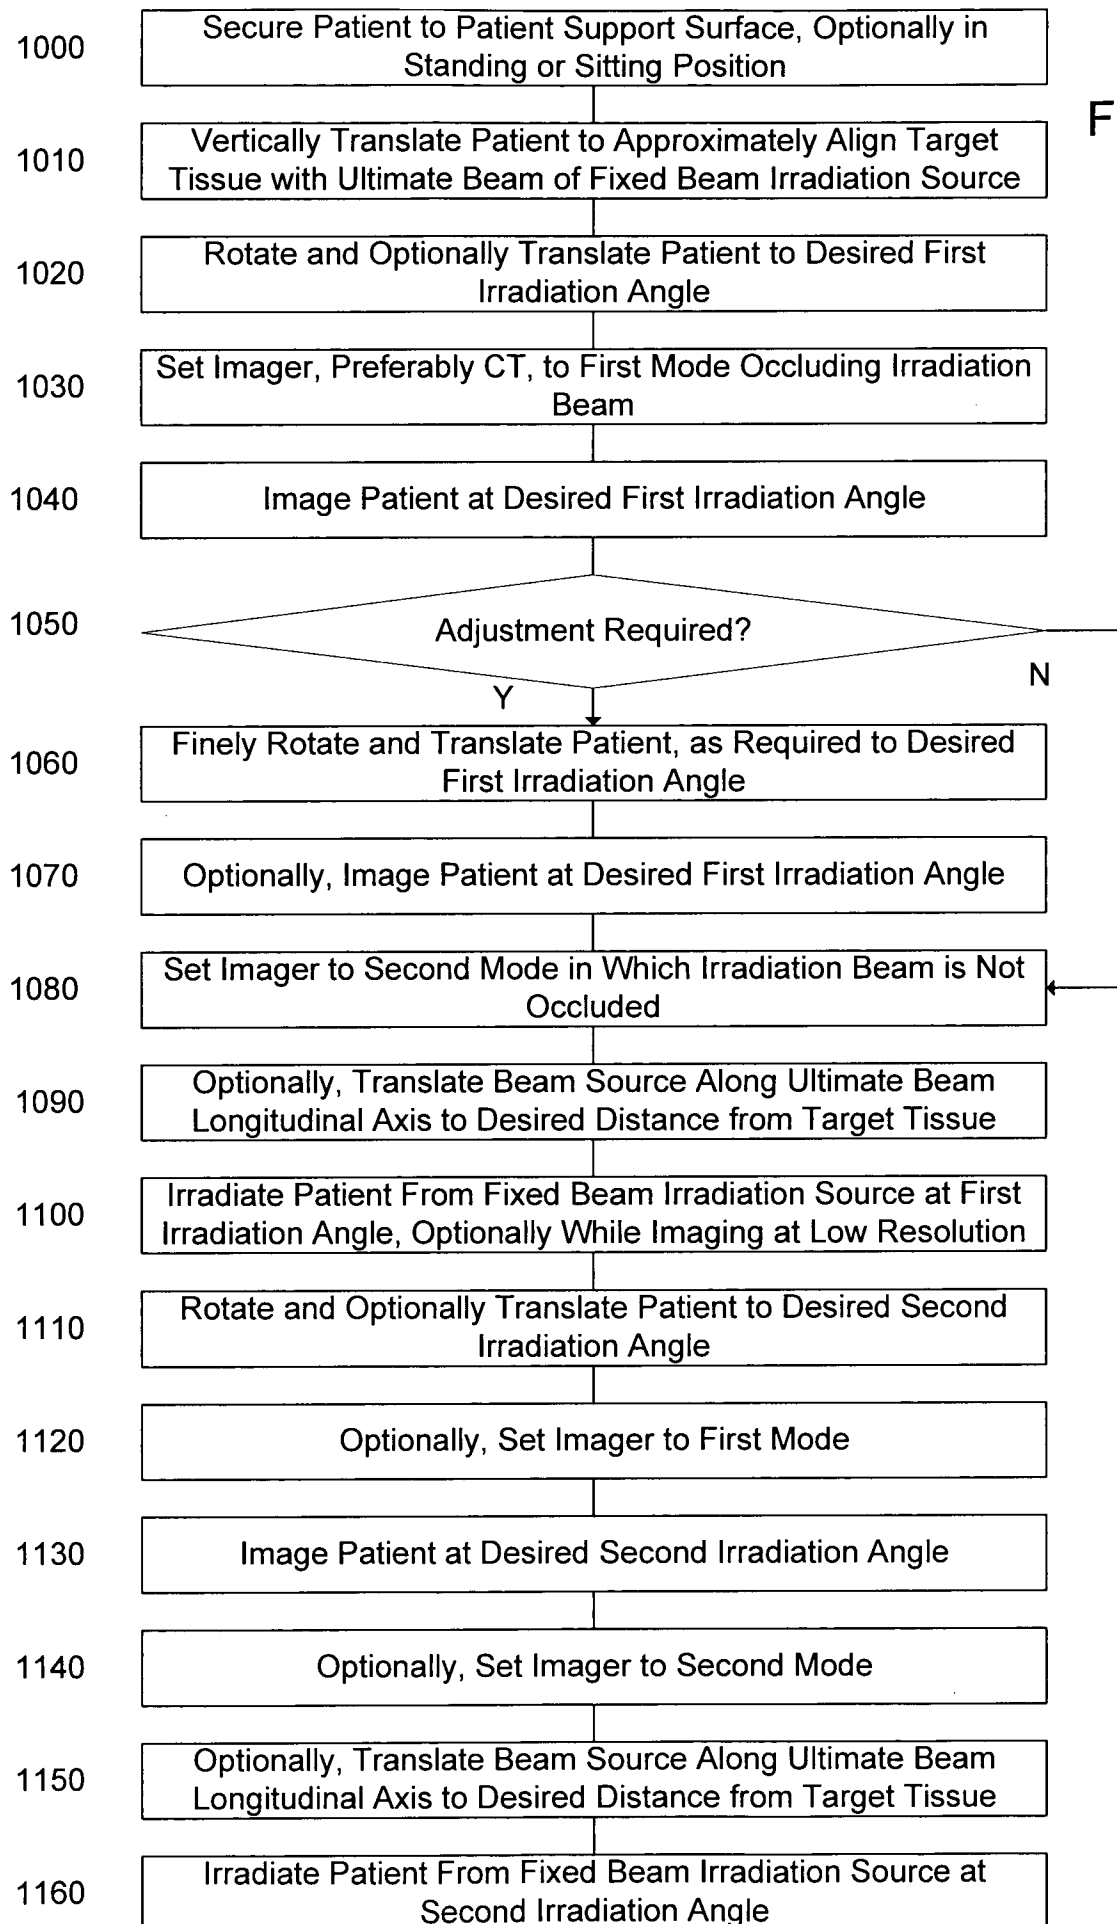 1000
Secure Patient to Patient Support Surface, Optionally in
Standing or Sitting Position
F
1010
Vertically Translate Patient to Approximately Align Target
Tissue with Ultimate Beam of Fixed Beam Irradiation Source
1020
Rotate and Optionally Translate Patient to Desired First
Irradiation Angle
1030
Set Imager, Preferably CT, to First Mode Occluding Irradiation
Beam
1040
Image Patient at Desired First Irradiation Angle
1050
Adjustment Required?
N
Y
1060
Finely Rotate and Translate Patient, as Required to Desired
First Irradiation Angle
1070
Optionally, Image Patient at Desired First Irradiation Angle
1080
Set Imager to Second Mode in Which Irradiation Beam is Not
Occluded
1090
Optionally, Translate Beam Source Along Ultimate Beam
Longitudinal Axis to Desired Distance from Target Tissue
1100
Irradiate Patient From Fixed Beam Irradiation Source at First
Irradiation Angle, Optionally While Imaging at Low Resolution
1110
Rotate and Optionally Translate Patient to Desired Second
Irradiation Angle
1120
Optionally, Set Imager to First Mode
1130
Image Patient at Desired Second Irradiation Angle
1140
Optionally, Set Imager to Second Mode
1150
Optionally, Translate Beam Source Along Ultimate Beam
Longitudinal Axis to Desired Distance from Target Tissue
1160
Irradiate Patient From Fixed Beam Irradiation Source at
Second Irradiation Angle